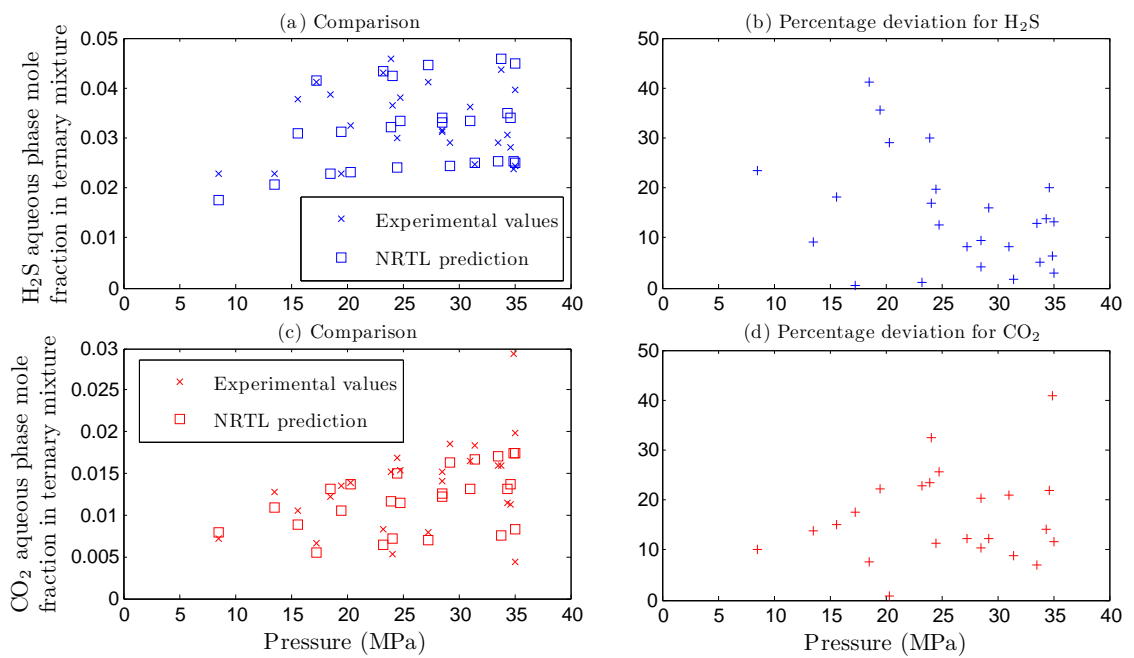 (a) Comparison
H₂S aqueous phase mole
fraction in ternary mixture
0.05
0.04
0.03
0.02
0.01
0
0 5 10 15 20 25 30 35 40
Experimental values
NRTL prediction
(b) Percentage deviation for H₂S
50
40
30
20
10
0
0 5 10 15 20 25 30 35 40
(c) Comparison
CO₂ aqueous phase mole
fraction in ternary mixture
0.03
0.025
0.02
0.015
0.01
0.005
0
0 5 10 15 20 25 30 35 40
Experimental values
NRTL prediction
Pressure (MPa)
(d) Percentage deviation for CO₂
50
40
30
20
10
0
0 5 10 15 20 25 30 35 40
Pressure (MPa)